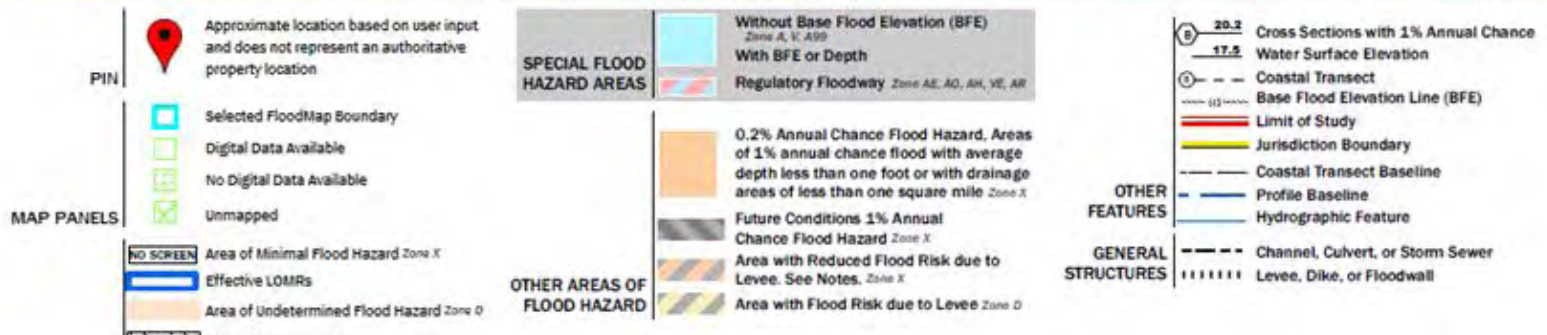 PIN
Approximate location based on user input
and does not represent an authoritative
property location
MAP PANELS
Selected FloodMap Boundary
Digital Data Available
No Digital Data Available
Unmapped
NO SCREEN Area of Minimal Flood Hazard Zone X
Effective LOMRs
Area of Undetermined Flood Hazard Zone D
SPECIAL FLOOD
HAZARD AREAS
Without Base Flood Elevation (BFE)
Zone A, V, A99
With BFE or Depth
Regulatory Floodway Zone AE, AO, AH, VE, AR
OTHER AREAS OF
FLOOD HAZARD
0.2% Annual Chance Flood Hazard, Areas
of 1% annual chance flood with average
depth less than one foot or with drainage
areas of less than one square mile Zone X
Future Conditions 1% Annual
Chance Flood Hazard Zone X
Area with Reduced Flood Risk due to
Levee. See Notes. Zone X
Area with Flood Risk due to Levee Zone D
OTHER
FEATURES
B 20.2 Cross Sections with 1% Annual Chance
17.5 Water Surface Elevation
Coastal Transect
Base Flood Elevation Line (BFE)
Limit of Study
Jurisdiction Boundary
Coastal Transect Baseline
Profile Baseline
Hydrographic Feature
GENERAL
STRUCTURES
Channel, Culvert, or Storm Sewer
Levee, Dike, or Floodwall